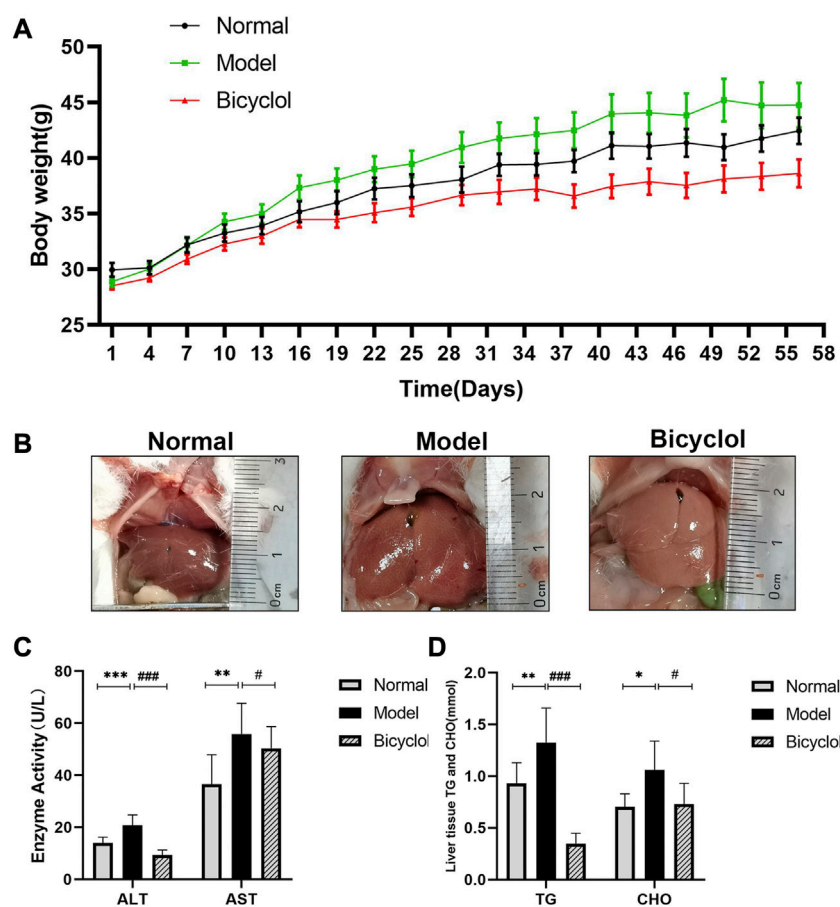 A
Normal
Model
Bicyclol
Body weight(g)
50
45
40
35
30
25
1 4 7 10 13 16 19 22 25 28 31 34 37 40 43 46 49 52 55 58
Time(Days)
B
Normal Model Bicyclol
3
2
1
0cm
2
1
0cm
2
1
0cm
C
Enzyme Activity (U/L)
80
60
40
20
0
*** ###
** #
ALT AST
Normal
Model
Bicycl
D
Liver tissue TG and CHO(mmol)
2.0
1.5
1.0
0.5
0.0
** ###
* #
TG CHO
Normal
Model
Bicyclol